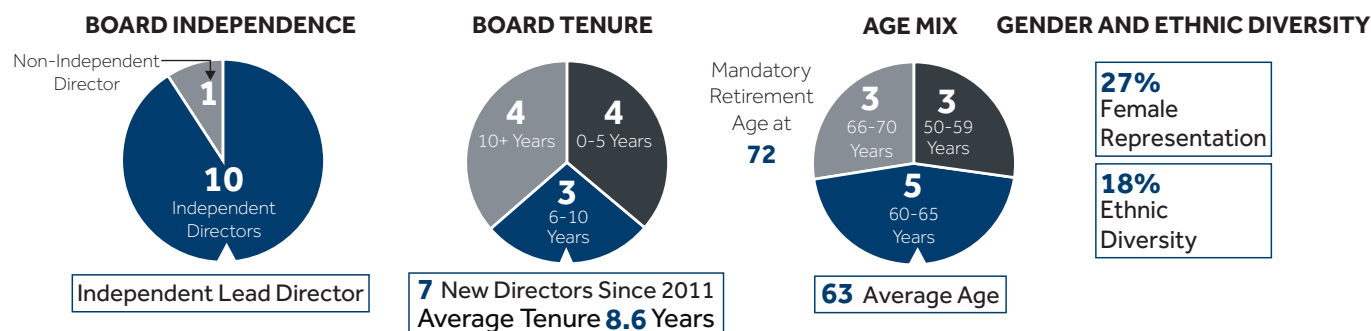 BOARD INDEPENDENCE
Non-Independent
Director
1
10
Independent
Directors
Independent Lead Director
BOARD TENURE
4
10+ Years
4
0-5 Years
3
6-10
Years
7 New Directors Since 2011
Average Tenure 8.6 Years
AGE MIX
Mandatory
Retirement
Age at
72
3
66-70
Years
3
50-59
Years
5
60-65
Years
63 Average Age
GENDER AND ETHNIC DIVERSITY
27%
Female
Representation
18%
Ethnic
Diversity